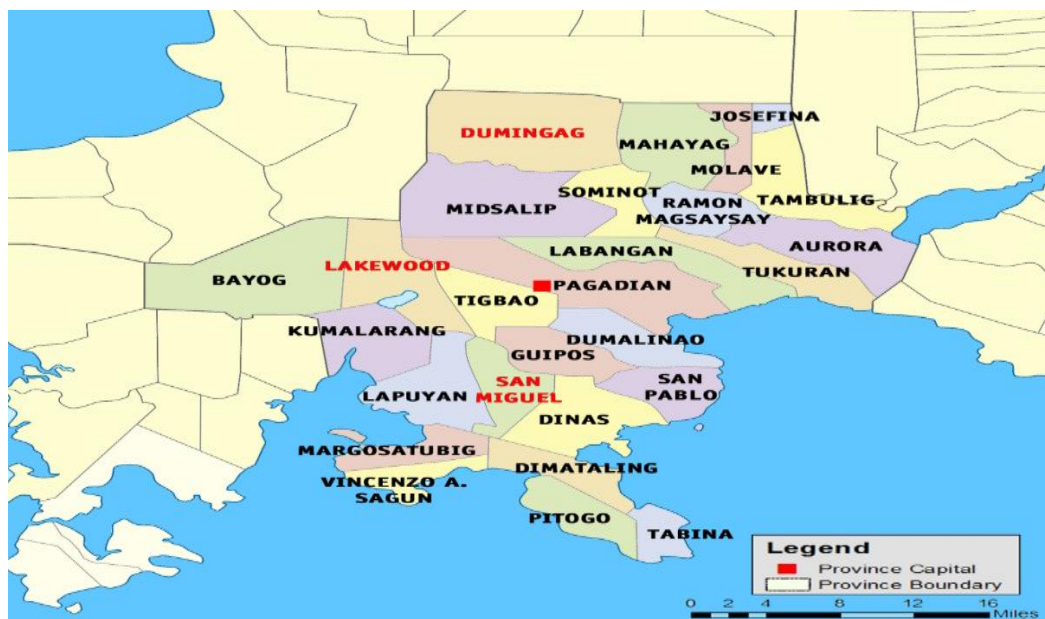 JOSEFINA
DUMINGAG
MAHAYAG
MOLAVE
SOMINOT
RAMON
MAGSAYSAY
TAMBULIG
MIDSALIP
AURORA
LABANGAN
LAKEWOOD
TUKURAN
BAYOG
PAGADIAN
TIGBAO
KUMALARANG
DUMALINAO
GUIPOS
SAN
PABLO
SAN
MIGUEL
LAPUYAN
DINAS
MARGOSATUBIG
DIMATALING
VINCENZO A.
SAGUN
PITOGO
TABINA
Legend
Province Capital
Province Boundary
0 2 4 8 12 16
Miles